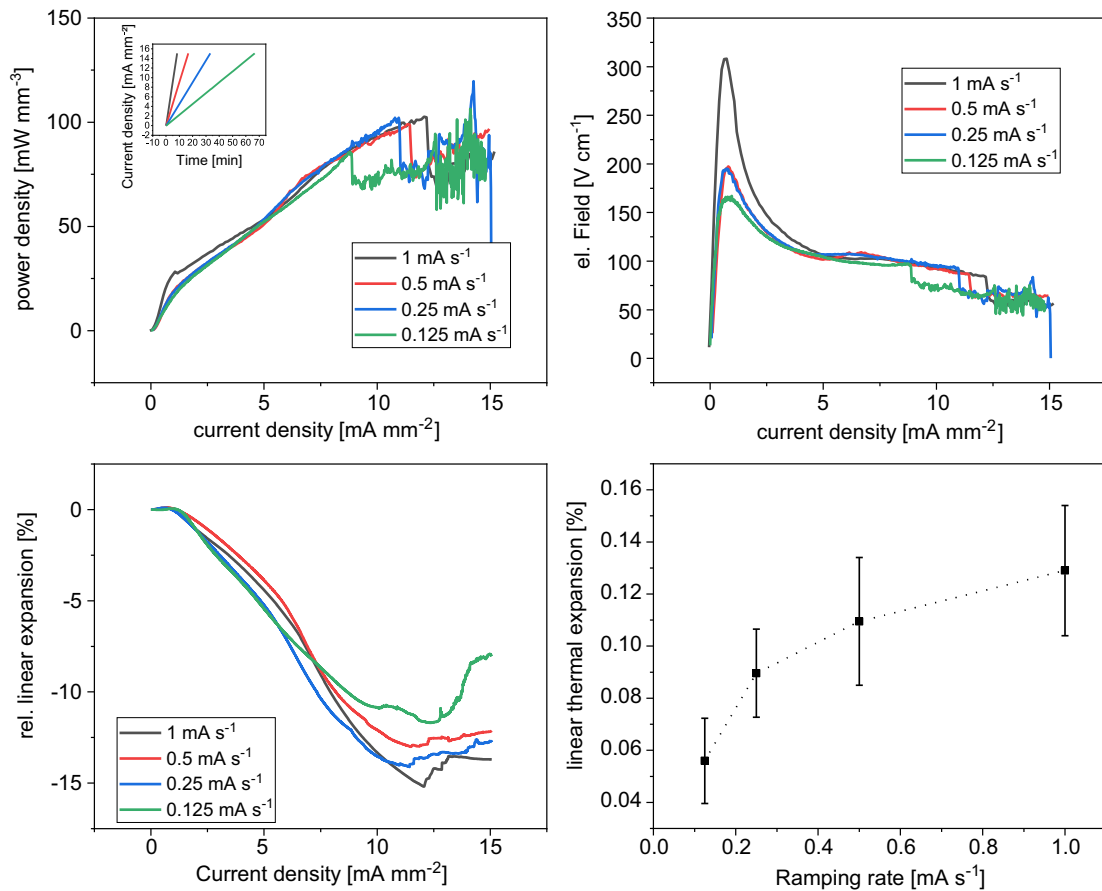 150
100
50
0
power density [mW mm⁻³]
0
5
10
15
current density [mA mm⁻²]
16
14
12
10
8
6
4
2
0
-2
Current density [mA mm⁻²]
-10 0 10 20 30 40 50 60 70
Time [min]
1 mA s⁻¹
0.5 mA s⁻¹
0.25 mA s⁻¹
0.125 mA s⁻¹
350
300
250
200
150
100
50
0
el. Field [V cm⁻¹]
1 mA s⁻¹
0.5 mA s⁻¹
0.25 mA s⁻¹
0.125 mA s⁻¹
0 5 10 15
current density [mA mm⁻²]
0
-5
-10
-15
rel. linear expansion [%]
1 mA s⁻¹
0.5 mA s⁻¹
0.25 mA s⁻¹
0.125 mA s⁻¹
0 5 10 15
Current density [mA mm⁻²]
0.16
0.14
0.12
0.10
0.08
0.06
0.04
linear thermal expansion [%]
0.0 0.2 0.4 0.6 0.8 1.0
Ramping rate [mA s⁻¹]